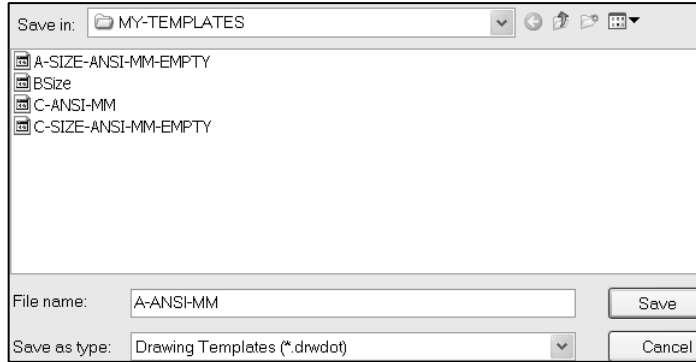 Save in: MY-TEMPLATES
A-SIZE-ANSI-MM-EMPTY
BSize
C-ANSI-MM
C-SIZE-ANSI-MM-EMPTY
File name: A-ANSI-MM Save
Save as type: Drawing Templates (*.drwdot) Cancel